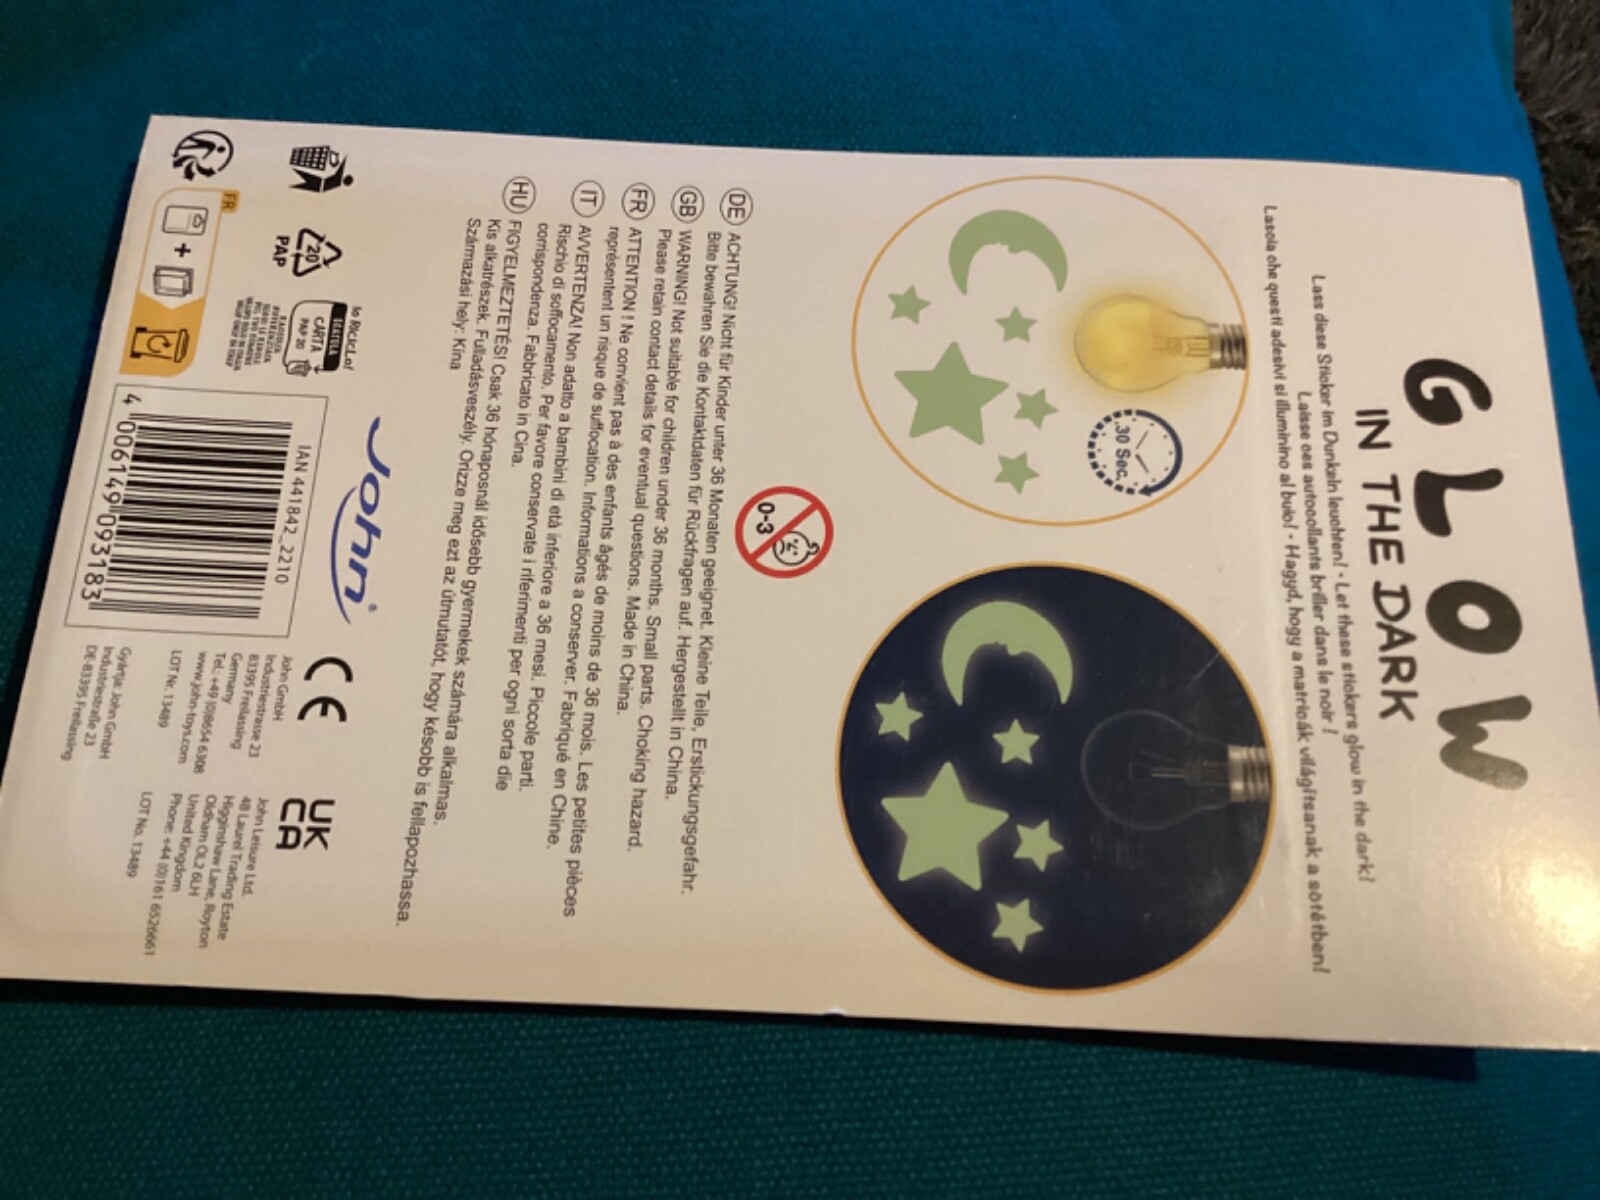 GLOW
IN THE DARK
Lass diese Sticker im Dunkeln leuchten! · Let these stickers glow in the dark!
Laisse ces autocollants briller dans le noir !
Lascia che questi adesivi si illuminino al buio! · Hagyd, hogy a matricák világítsanak a sötétben!
30 Sec.
0-3
DE ACHTUNG! Nicht für Kinder unter 36 Monaten geeignet. Kleine Teile, Erstickungsgefahr.
Bitte bewahren Sie die Kontaktdaten für Rückfragen auf. Hergestellt in China.
GB WARNING! Not suitable for children under 36 months. Small parts. Choking hazard.
Please retain contact details for eventual questions. Made in China.
FR ATTENTION ! Ne convient pas à des enfants âgés de moins de 36 mois. Les petites pièces
représentent un risque de suffocation. Informations a conserver. Fabriqué en Chine.
IT AVVERTENZA! Non adatto a bambini di età inferiore a 36 mesi. Piccole parti.
Rischio di soffocamento. Per favore conservate i riferimenti per ogni sorta die
corrispondenza. Fabbricato in Cina.
HU FIGYELMEZTETÉS! Csak 36 hónaposnál idősebb gyermekek számára alkalmas.
Kis alkatrészek. Fulladásveszély. Orizze meg ezt az útmutatót, hogy késobb is fellapozhassa.
Származási hely: Kína
20
PAP
Io RiCicLo!
SCATOLA
CARTA
PAP 20
RACCOLTA
FR
+
John®
IAN 441842_2210
4 006149 093183
CE
John GmbH
Industriestrasse 23
83395 Freilassing
Germany
Tel.: +49 (0)8654 6308
www.john-toys.com
LOT Nr. 13489
Gyártja: John GmbH
Industriestraße 23
DE-83395 Freilassing
UK
CA
John Leisure Ltd.
48 Laurel Trading Estate
Higginshaw Lane, Royton
Oldham OL2 6LH
United Kingdom
Phone: +44 (0)161 6526661
LOT No. 13489